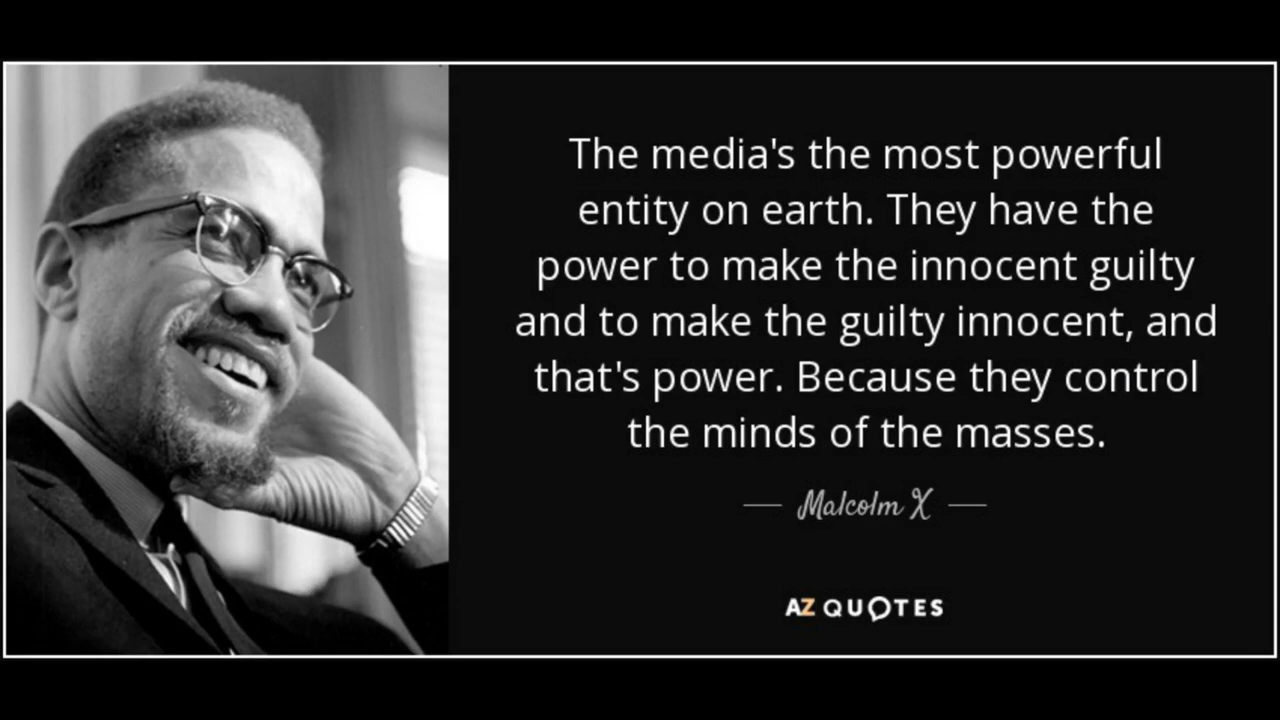 The media's the most powerful
entity on earth. They have the
power to make the innocent guilty
and to make the guilty innocent, and
that's power. Because they control
the minds of the masses.
— Malcolm X —
AZ QUOTES